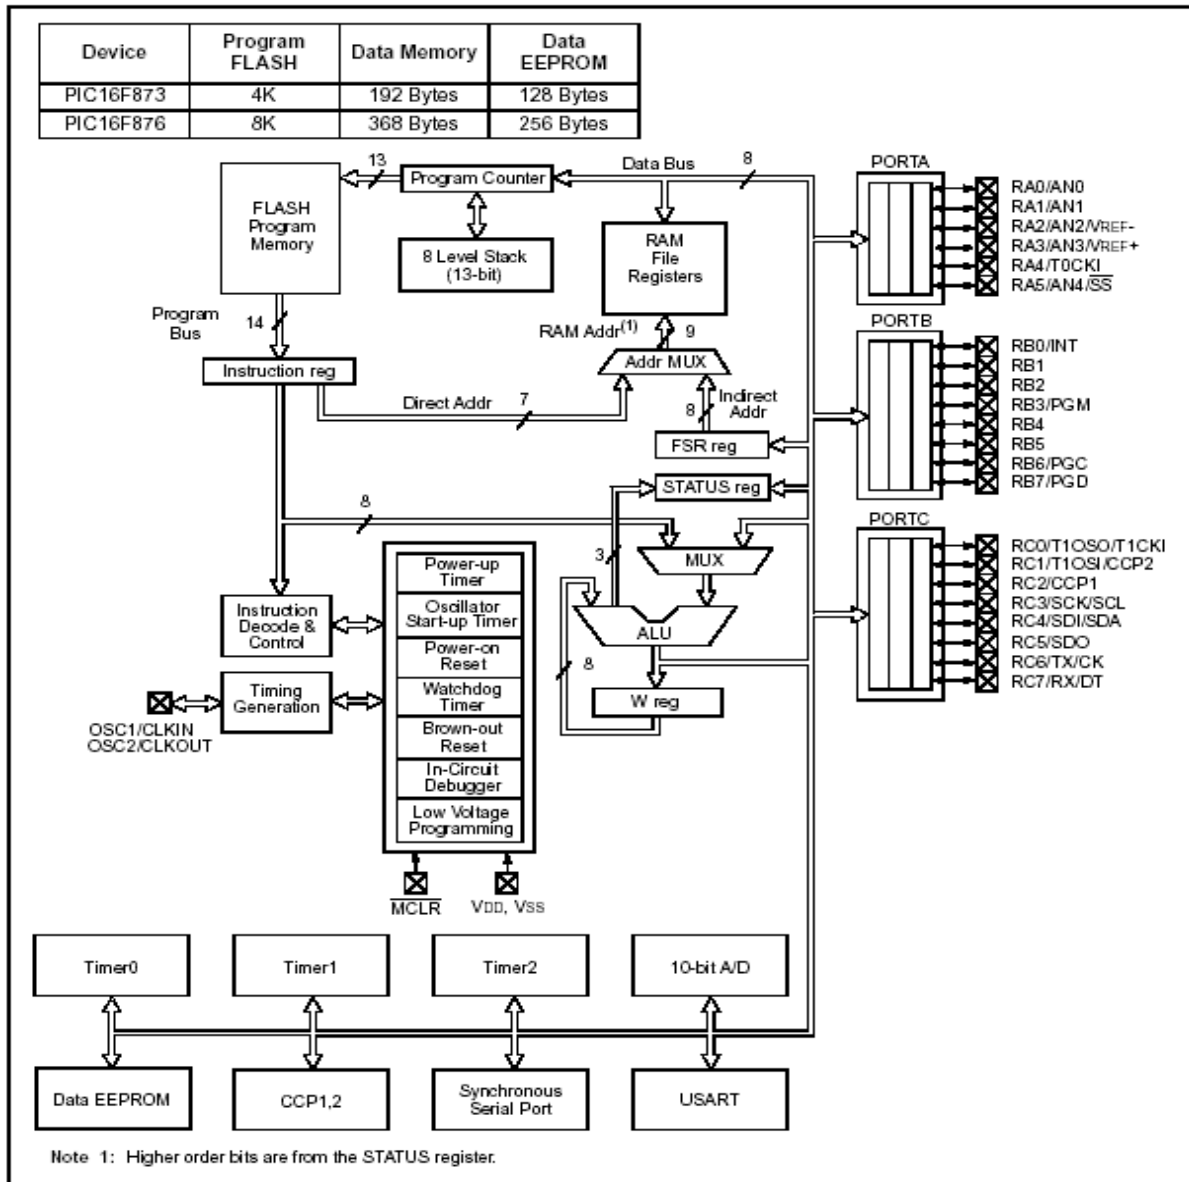 Device Program FLASH Data Memory Data EEPROM
PIC16F873 4K 192 Bytes 128 Bytes
PIC16F876 8K 368 Bytes 256 Bytes
FLASH
Program
Memory
13
Program Counter
8 Level Stack
(13-bit)
Data Bus
8
RAM
File
Registers
RAM Addr(1)
9
Addr MUX
Program
Bus
14
Instruction reg
Direct Addr
7
Indirect
Addr
8
FSR reg
STATUS reg
8
3
MUX
ALU
8
W reg
Instruction
Decode &
Control
Timing
Generation
OSC1/CLKIN
OSC2/CLKOUT
Power-up
Timer
Oscillator
Start-up Timer
Power-on
Reset
Watchdog
Timer
Brown-out
Reset
In-Circuit
Debugger
Low Voltage
Programming
MCLR
VDD, VSS
PORTA
RA0/AN0
RA1/AN1
RA2/AN2/VREF-
RA3/AN3/VREF+
RA4/T0CKI
RA5/AN4/SS
PORTB
RB0/INT
RB1
RB2
RB3/PGM
RB4
RB5
RB6/PGC
RB7/PGD
PORTC
RC0/T1OSO/T1CKI
RC1/T1OSI/CCP2
RC2/CCP1
RC3/SCK/SCL
RC4/SDI/SDA
RC5/SDO
RC6/TX/CK
RC7/RX/DT
Timer0
Timer1
Timer2
10-bit A/D
Data EEPROM
CCP1,2
Synchronous
Serial Port
USART
Note 1: Higher order bits are from the STATUS register.